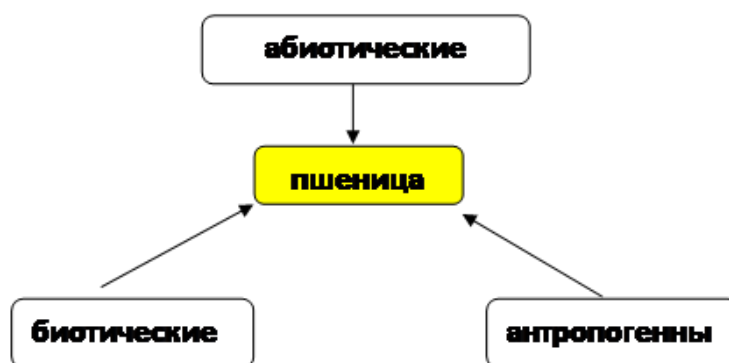 абиотические
пшеница
биотические
антропогенны